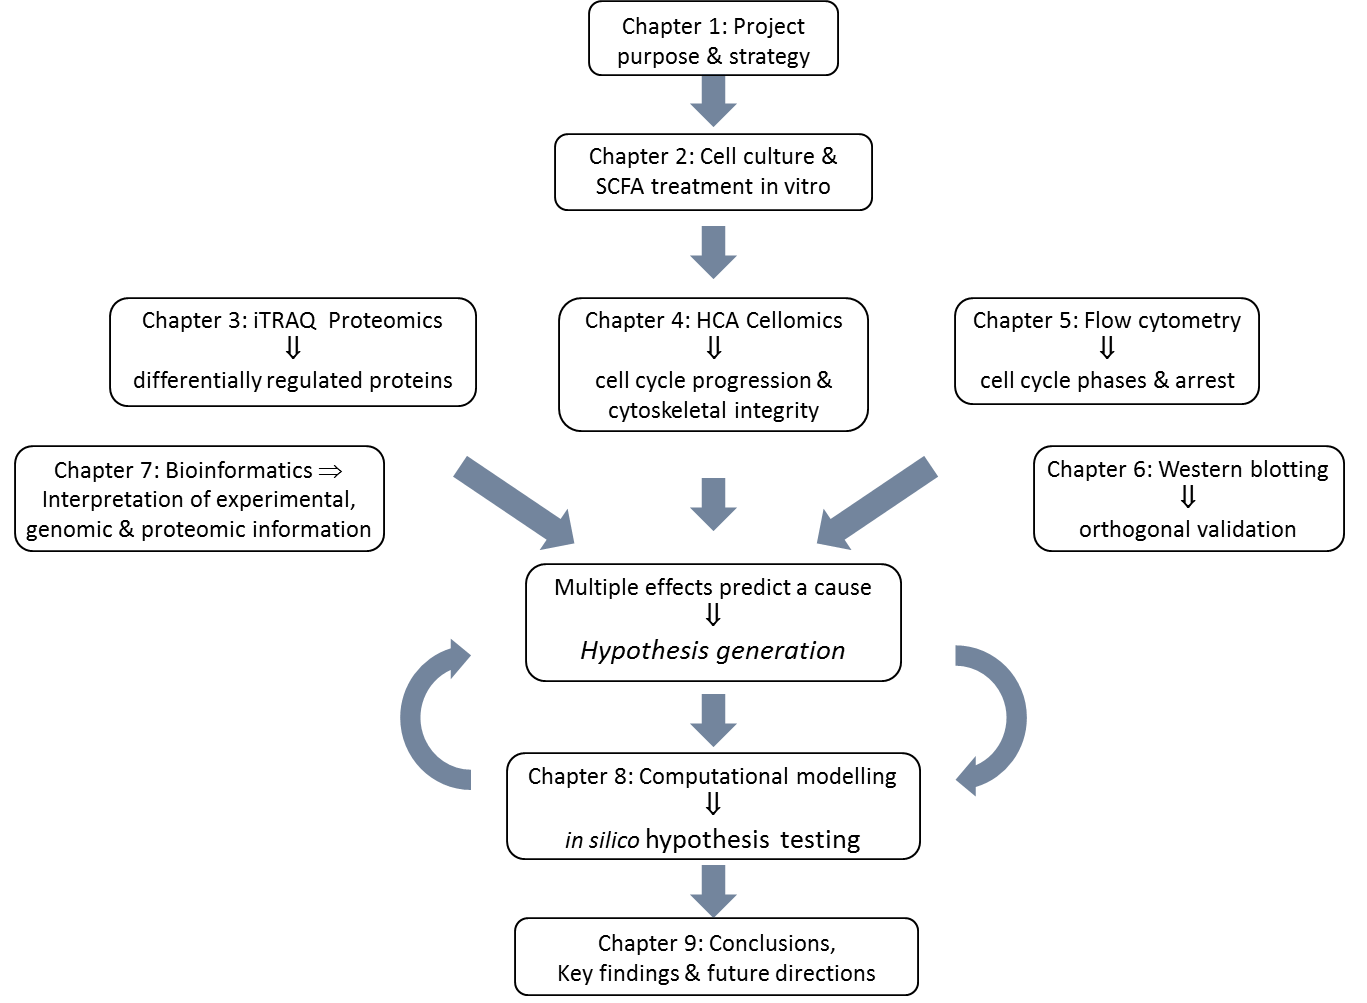 Chapter 1: Project
purpose & strategy
Chapter 2: Cell culture &
SCFA treatment in vitro
Chapter 3: iTRAQ Proteomics
⇓
differentially regulated proteins
Chapter 4: HCA Cellomics
⇓
cell cycle progression &
cytoskeletal integrity
Chapter 5: Flow cytometry
⇓
cell cycle phases & arrest
Chapter 7: Bioinformatics ⇒
Interpretation of experimental,
genomic & proteomic information
Chapter 6: Western blotting
⇓
orthogonal validation
Multiple effects predict a cause
⇓
Hypothesis generation
Chapter 8: Computational modelling
⇓
in silico hypothesis testing
Chapter 9: Conclusions,
Key findings & future directions